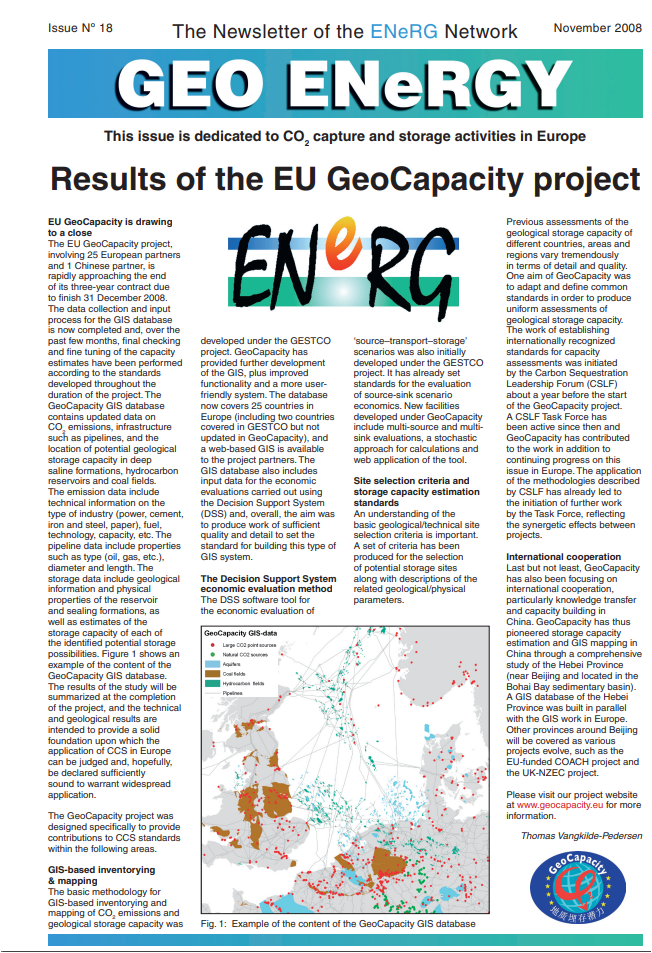 Issue Nº 18
The Newsletter of the ENeRG Network
November 2008
GEO ENeRGY
This issue is dedicated to CO₂ capture and storage activities in Europe
Results of the EU GeoCapacity project
EU GeoCapacity is drawing
to a close
The EU GeoCapacity project,
involving 25 European partners
and 1 Chinese partner, is
rapidly approaching the end
of its three-year contract due
to finish 31 December 2008.
The data collection and input
process for the GIS database
is now completed and, over the
past few months, final checking
and fine tuning of the capacity
estimates have been performed
according to the standards
developed throughout the
duration of the project. The
GeoCapacity GIS database
contains updated data on
CO₂ emissions, infrastructure
such as pipelines, and the
location of potential geological
storage capacity in deep
saline formations, hydrocarbon
reservoirs and coal fields.
The emission data include
technical information on the
type of industry (power, cement,
iron and steel, paper), fuel,
technology, capacity, etc. The
pipeline data include properties
such as type (oil, gas, etc.),
diameter and length. The
storage data include geological
information and physical
properties of the reservoir
and sealing formations, as
well as estimates of the
storage capacity of each of
the identified potential storage
possibilities. Figure 1 shows an
example of the content of the
GeoCapacity GIS database.
The results of the study will be
summarized at the completion
of the project, and the technical
and geological results are
intended to provide a solid
foundation upon which the
application of CCS in Europe
can be judged and, hopefully,
be declared sufficiently
sound to warrant widespread
application.
The GeoCapacity project was
designed specifically to provide
contributions to CCS standards
within the following areas.
GIS-based inventorying
& mapping
The basic methodology for
GIS-based inventorying and
mapping of CO₂ emissions and
geological storage capacity was
ENeRG
developed under the GESTCO
project. GeoCapacity has
provided further development
of the GIS, plus improved
functionality and a more user-
friendly system. The database
now covers 25 countries in
Europe (including two countries
covered in GESTCO but not
updated in GeoCapacity), and
a web-based GIS is available
to the project partners. The
GIS database also includes
input data for the economic
evaluations carried out using
the Decision Support System
(DSS) and, overall, the aim was
to produce work of sufficient
quality and detail to set the
standard for building this type of
GIS system.
The Decision Support System
economic evaluation method
The DSS software tool for
the economic evaluation of
'source–transport–storage'
scenarios was also initially
developed under the GESTCO
project. It has already set
standards for the evaluation
of source-sink scenario
economics. New facilities
developed under GeoCapacity
include multi-source and multi-
sink evaluations, a stochastic
approach for calculations and
web application of the tool.
Site selection criteria and
storage capacity estimation
standards
An understanding of the
basic geological/technical site
selection criteria is important.
A set of criteria has been
produced for the selection
of potential storage sites
along with descriptions of the
related geological/physical
parameters.
GeoCapacity GIS-data
Large CO2 point sources
Natural CO2 sources
Aquifers
Coal fields
Hydrocarbon fields
Pipelines
Fig. 1: Example of the content of the GeoCapacity GIS database
Previous assessments of the
geological storage capacity of
different countries, areas and
regions vary tremendously
in terms of detail and quality.
One aim of GeoCapacity was
to adapt and define common
standards in order to produce
uniform assessments of
geological storage capacity.
The work of establishing
internationally recognized
standards for capacity
assessments was initiated
by the Carbon Sequestration
Leadership Forum (CSLF)
about a year before the start
of the GeoCapacity project.
A CSLF Task Force has
been active since then and
GeoCapacity has contributed
to the work in addition to
continuing progress on this
issue in Europe. The application
of the methodologies described
by CSLF has already led to
the initiation of further work
by the Task Force, reflecting
the synergetic effects between
projects.
International cooperation
Last but not least, GeoCapacity
has also been focusing on
international cooperation,
particularly knowledge transfer
and capacity building in
China. GeoCapacity has thus
pioneered storage capacity
estimation and GIS mapping in
China through a comprehensive
study of the Hebei Province
(near Beijing and located in the
Bohai Bay sedimentary basin).
A GIS database of the Hebei
Province was built in parallel
with the GIS work in Europe.
Other provinces around Beijing
will be covered as various
projects evolve, such as the
EU-funded COACH project and
the UK-NZEC project.
Please visit our project website
at www.geocapacity.eu for more
information.
Thomas Vangkilde-Pedersen
GeoCapacity
地质埋存潜力